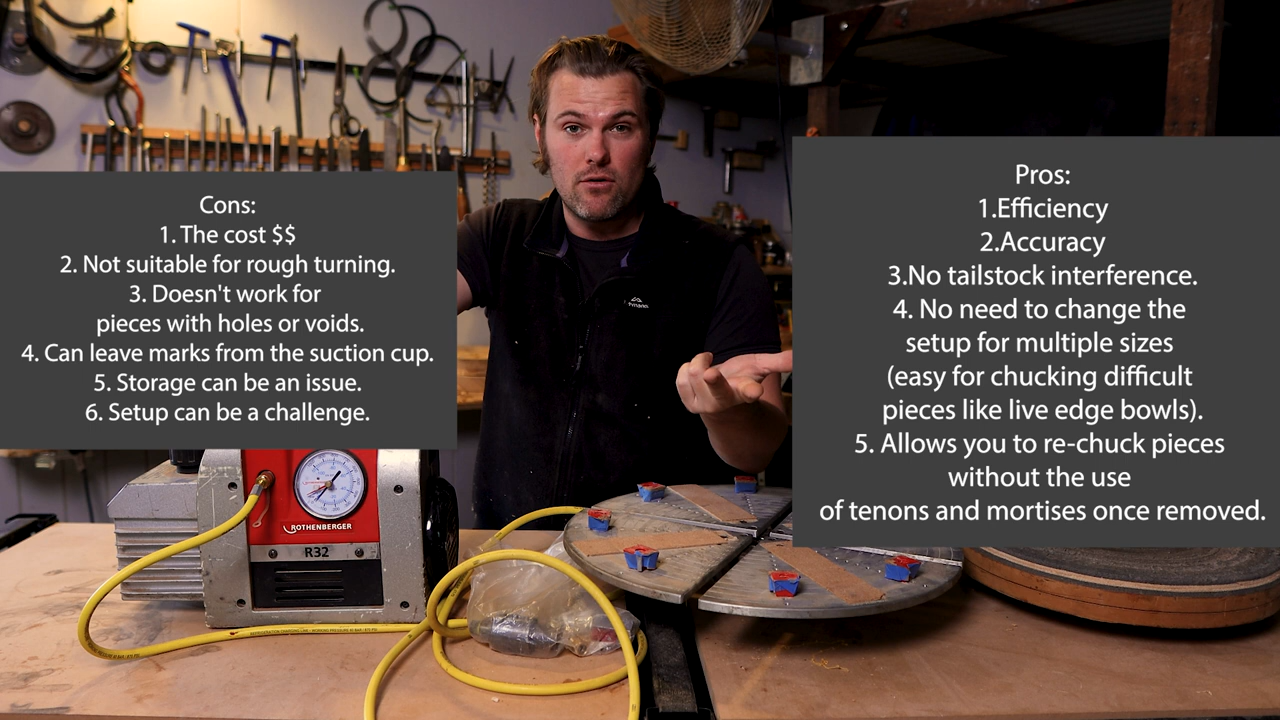 Cons:
1. The cost $$
2. Not suitable for rough turning.
3. Doesn't work for
pieces with holes or voids.
4. Can leave marks from the suction cup.
5. Storage can be an issue.
6. Setup can be a challenge.
Pros:
1.Efficiency
2.Accuracy
3.No tailstock interference.
4. No need to change the
setup for multiple sizes
(easy for chucking difficult
pieces like live edge bowls).
5. Allows you to re-chuck pieces
without the use
of tenons and mortises once removed.
ROTHENBERGER
R32